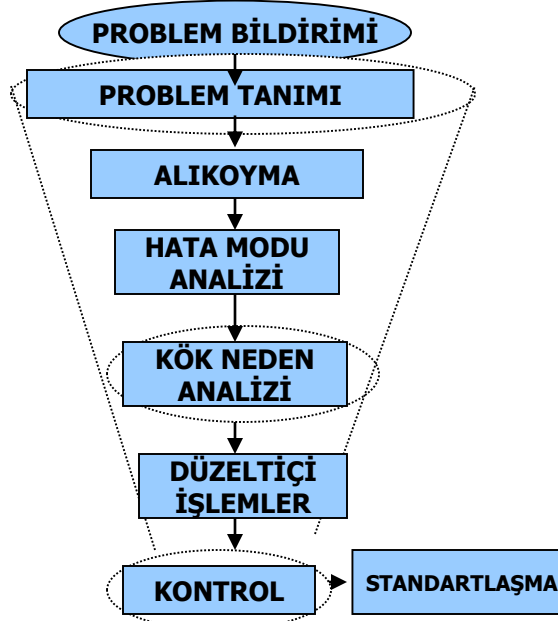 PROBLEM BİLDİRİMİ
PROBLEM TANIMI
ALIKOYMA
HATA MODU
ANALİZİ
KÖK NEDEN
ANALİZİ
DÜZELTİÇİ
İŞLEMLER
KONTROL
STANDARTLAŞMA